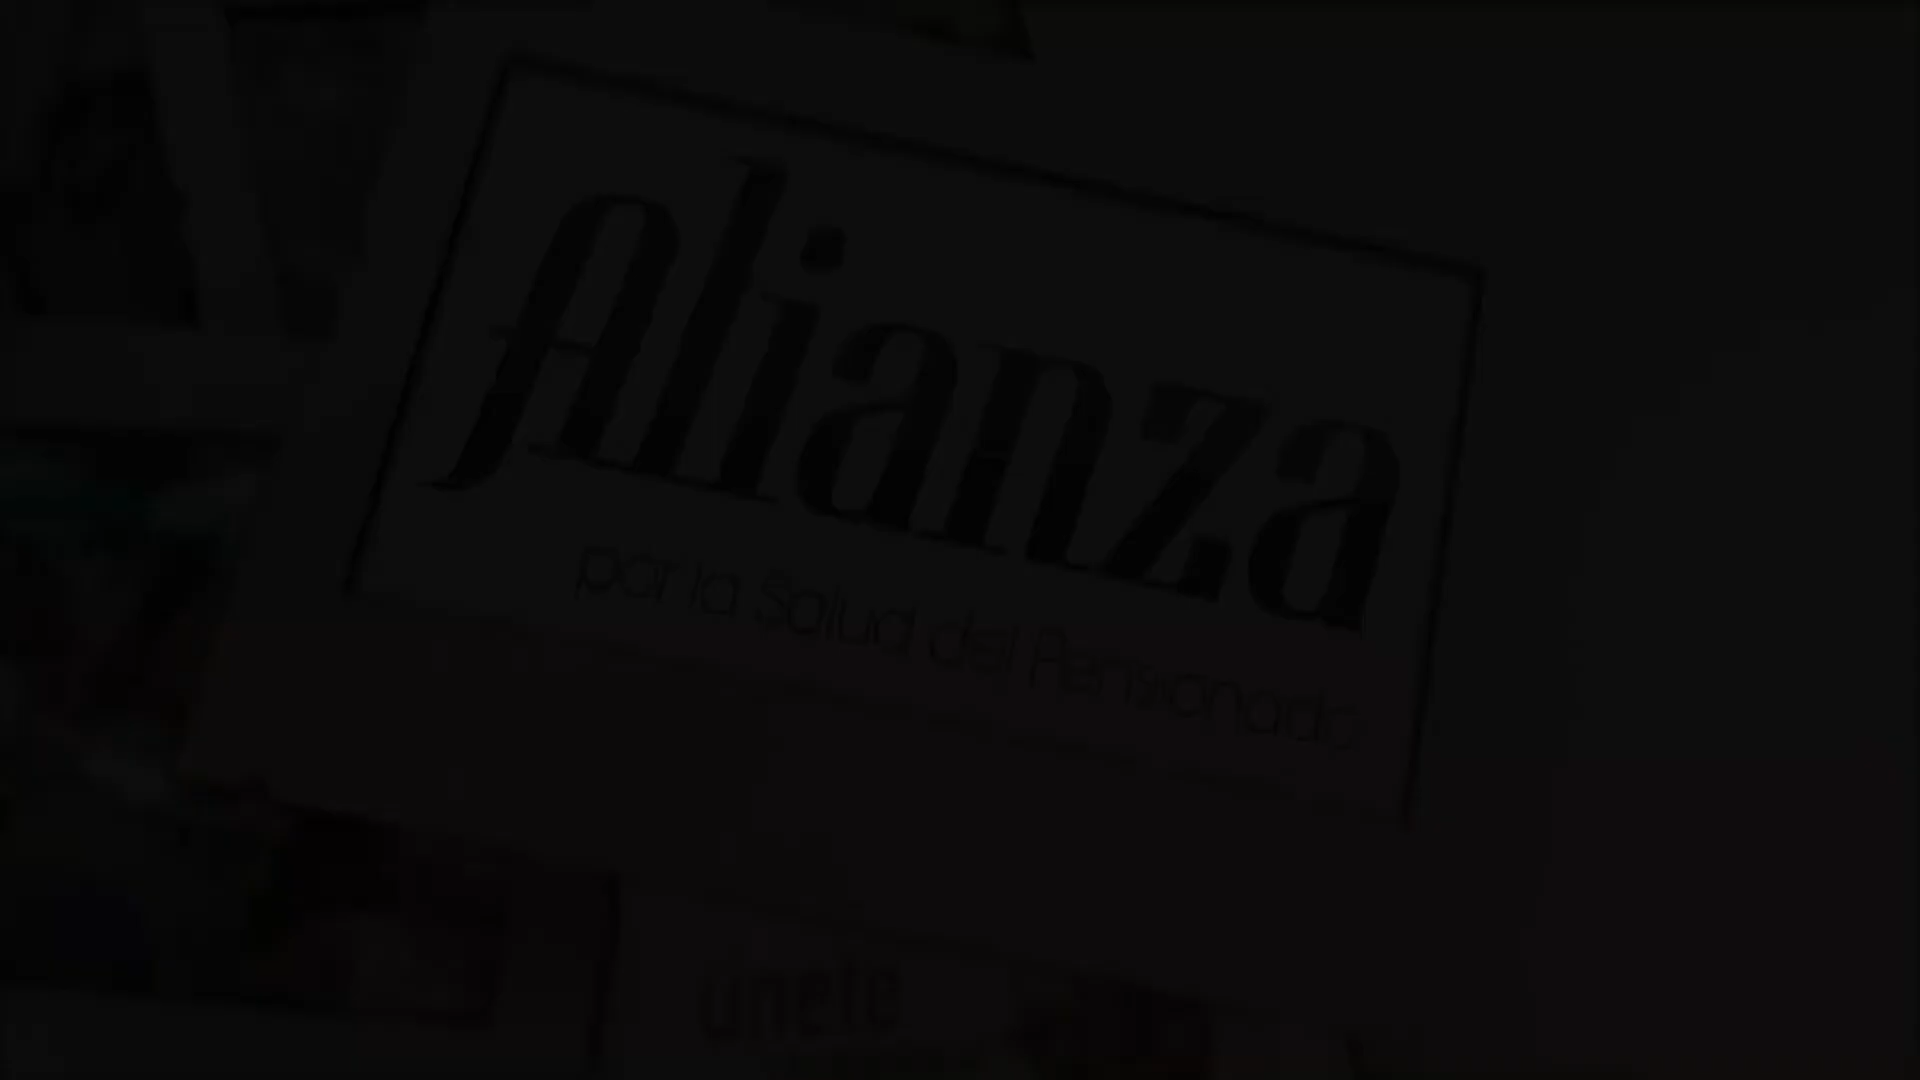 Alianza
por la Salud del Pensionado
unete